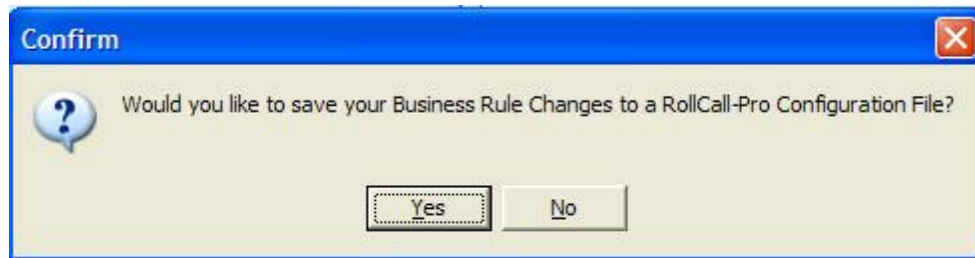 Confirm
Would you like to save your Business Rule Changes to a RollCall-Pro Configuration File?
Yes
No